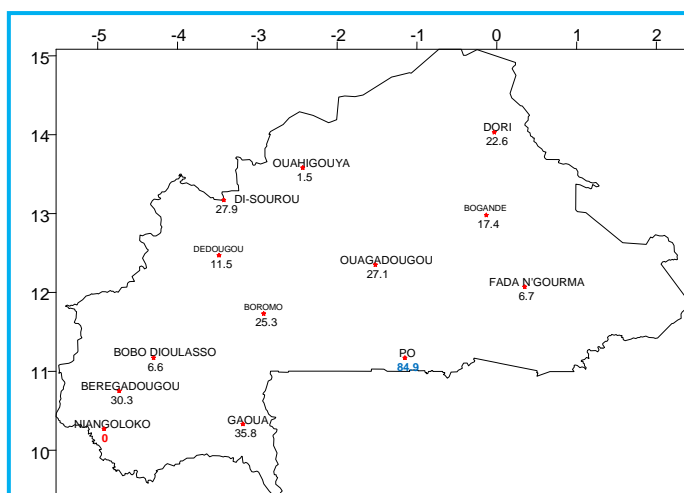 -5 -4 -3 -2 -1 0 1 2
15
14
13
12
11
10
DORI
22.6
OUAHIGOUYA
1.5
DI-SOUROU
27.9
BOGANDE
17.4
DEDOUGOU
11.5
OUAGADOUGOU
27.1
FADA N'GOURMA
6.7
BOROMO
25.3
BOBO DIOULASSO
6.6
PO
84.9
BEREGADOUGOU
30.3
NIANGOLOKO
0
GAOUA
35.8